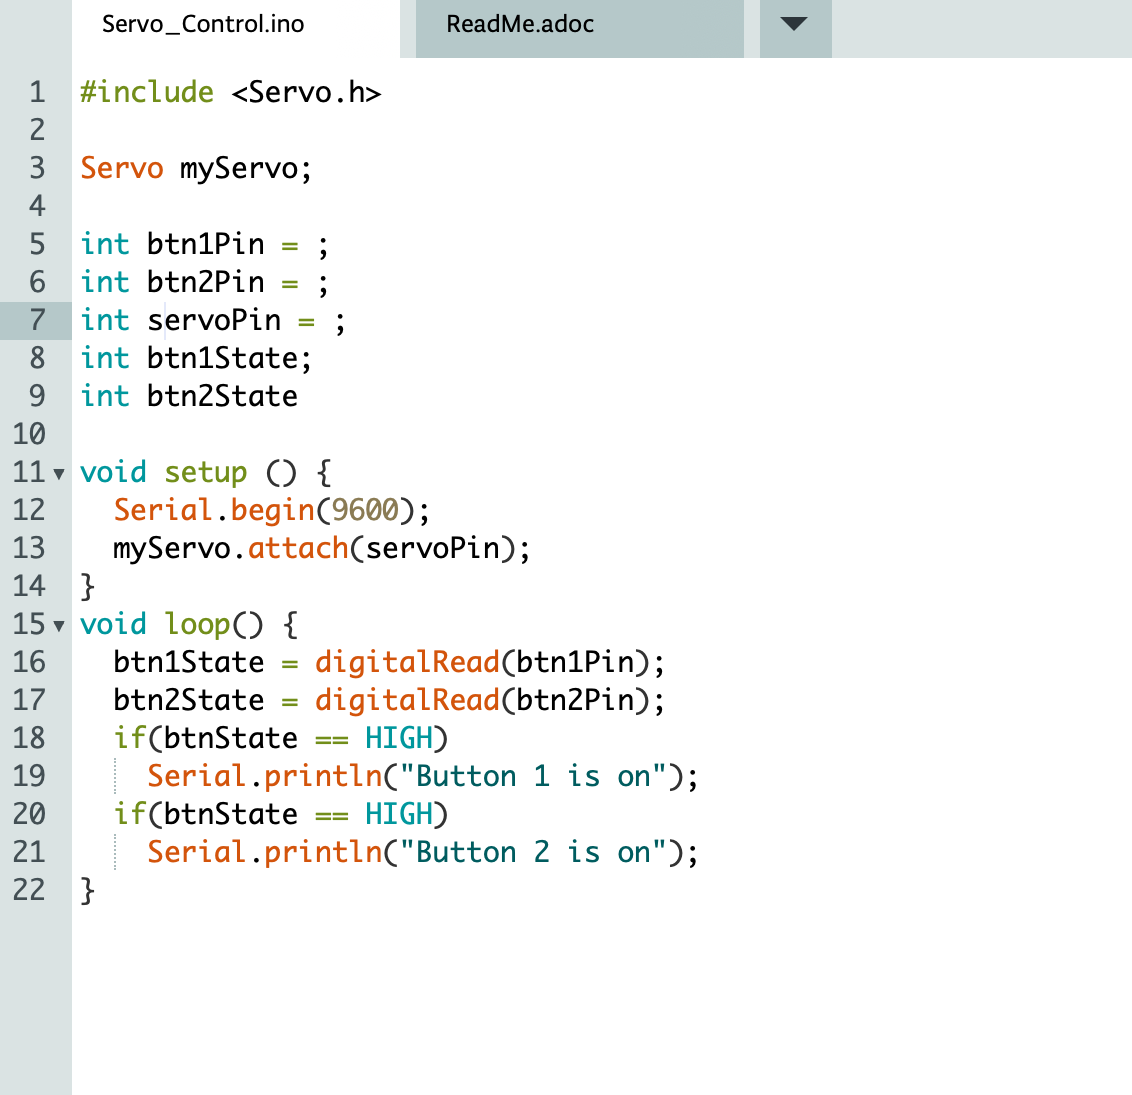 Servo_Control.ino
ReadMe.adoc
1 #include <Servo.h>
2
3 Servo myServo;
4
5 int btn1Pin = ;
6 int btn2Pin = ;
7 int servoPin = ;
8 int btn1State;
9 int btn2State
10
11 void setup () {
12   Serial.begin(9600);
13   myServo.attach(servoPin);
14 }
15 void loop() {
16   btn1State = digitalRead(btn1Pin);
17   btn2State = digitalRead(btn2Pin);
18   if(btnState == HIGH)
19     Serial.println("Button 1 is on");
20   if(btnState == HIGH)
21     Serial.println("Button 2 is on");
22 }